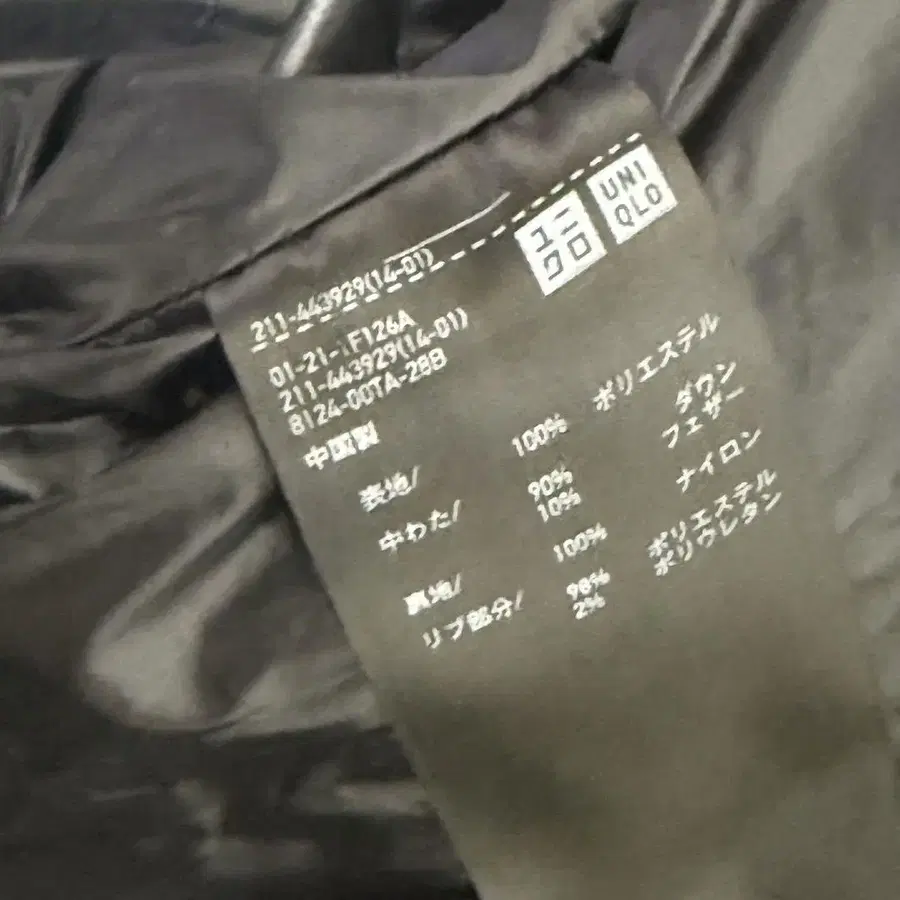 ユニ
クロ
UNI
QLO
211-443929(14-01)
01-21-1F126A
211-443929(14-01)
8124-00TA-28B
中国製
表地/ 100% ポリエステル
中わた/ 90% ダウン
10% フェザー
裏地/ 100% ナイロン
リブ部分/ 98% ポリエステル
2% ポリウレタン